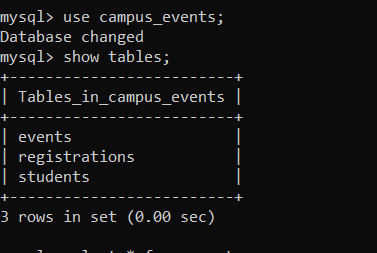 mysql> use campus_events;
Database changed
mysql> show tables;
+-------------------------+
| Tables_in_campus_events |
+-------------------------+
| events                  |
| registrations           |
| students                |
+-------------------------+
3 rows in set (0.00 sec)